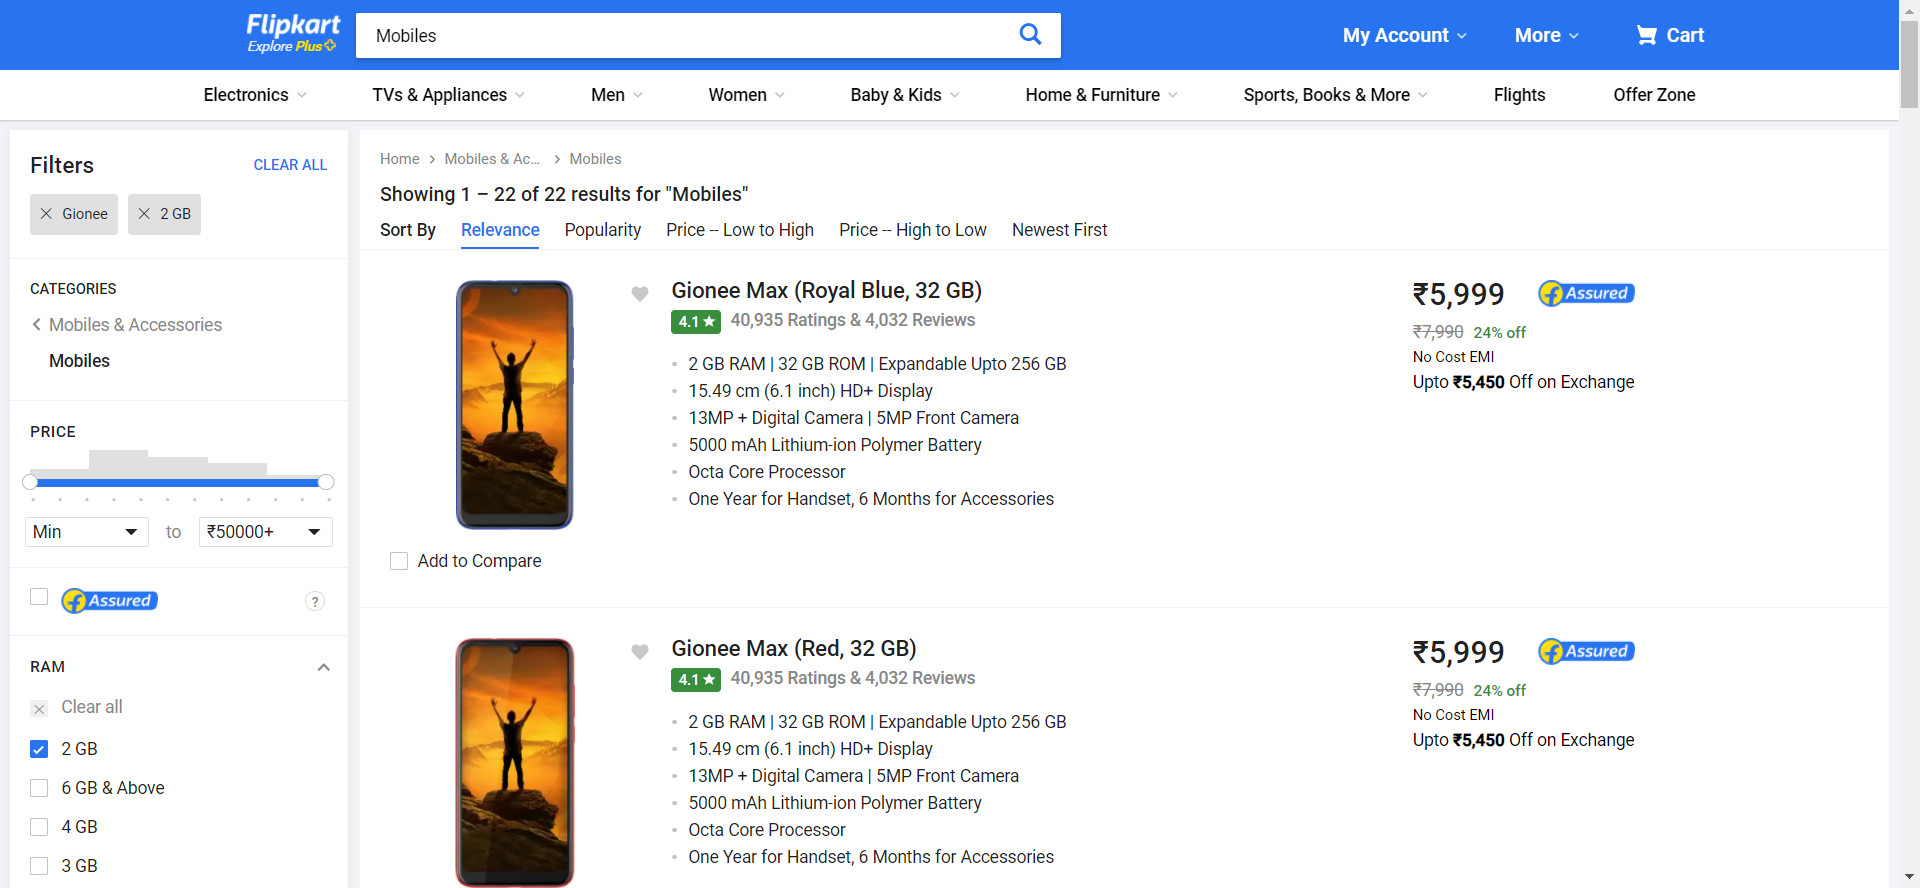 Flipkart
Explore Plus
Mobiles
My Account
More
Cart
Electronics
TVs & Appliances
Men
Women
Baby & Kids
Home & Furniture
Sports, Books & More
Flights
Offer Zone
Filters
CLEAR ALL
Gionee
2 GB
CATEGORIES
Mobiles & Accessories
Mobiles
PRICE
Min
to
₹50000+
Assured
?
RAM
Clear all
2 GB
6 GB & Above
4 GB
3 GB
Home
Mobiles & Ac...
Mobiles
Showing 1 – 22 of 22 results for "Mobiles"
Sort By
Relevance
Popularity
Price -- Low to High
Price -- High to Low
Newest First
Gionee Max (Royal Blue, 32 GB)
4.1★ 40,935 Ratings & 4,032 Reviews
2 GB RAM | 32 GB ROM | Expandable Upto 256 GB
15.49 cm (6.1 inch) HD+ Display
13MP + Digital Camera | 5MP Front Camera
5000 mAh Lithium-ion Polymer Battery
Octa Core Processor
One Year for Handset, 6 Months for Accessories
₹5,999
Assured
₹7,990 24% off
No Cost EMI
Upto ₹5,450 Off on Exchange
Add to Compare
Gionee Max (Red, 32 GB)
4.1★ 40,935 Ratings & 4,032 Reviews
2 GB RAM | 32 GB ROM | Expandable Upto 256 GB
15.49 cm (6.1 inch) HD+ Display
13MP + Digital Camera | 5MP Front Camera
5000 mAh Lithium-ion Polymer Battery
Octa Core Processor
One Year for Handset, 6 Months for Accessories
₹5,999
Assured
₹7,990 24% off
No Cost EMI
Upto ₹5,450 Off on Exchange